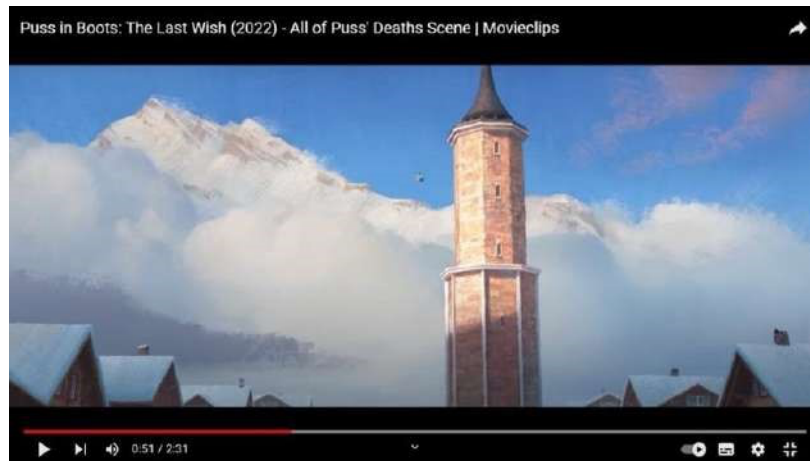 Puss in Boots: The Last Wish (2022) - All of Puss' Deaths Scene | Movieclips
0:51 / 2:31